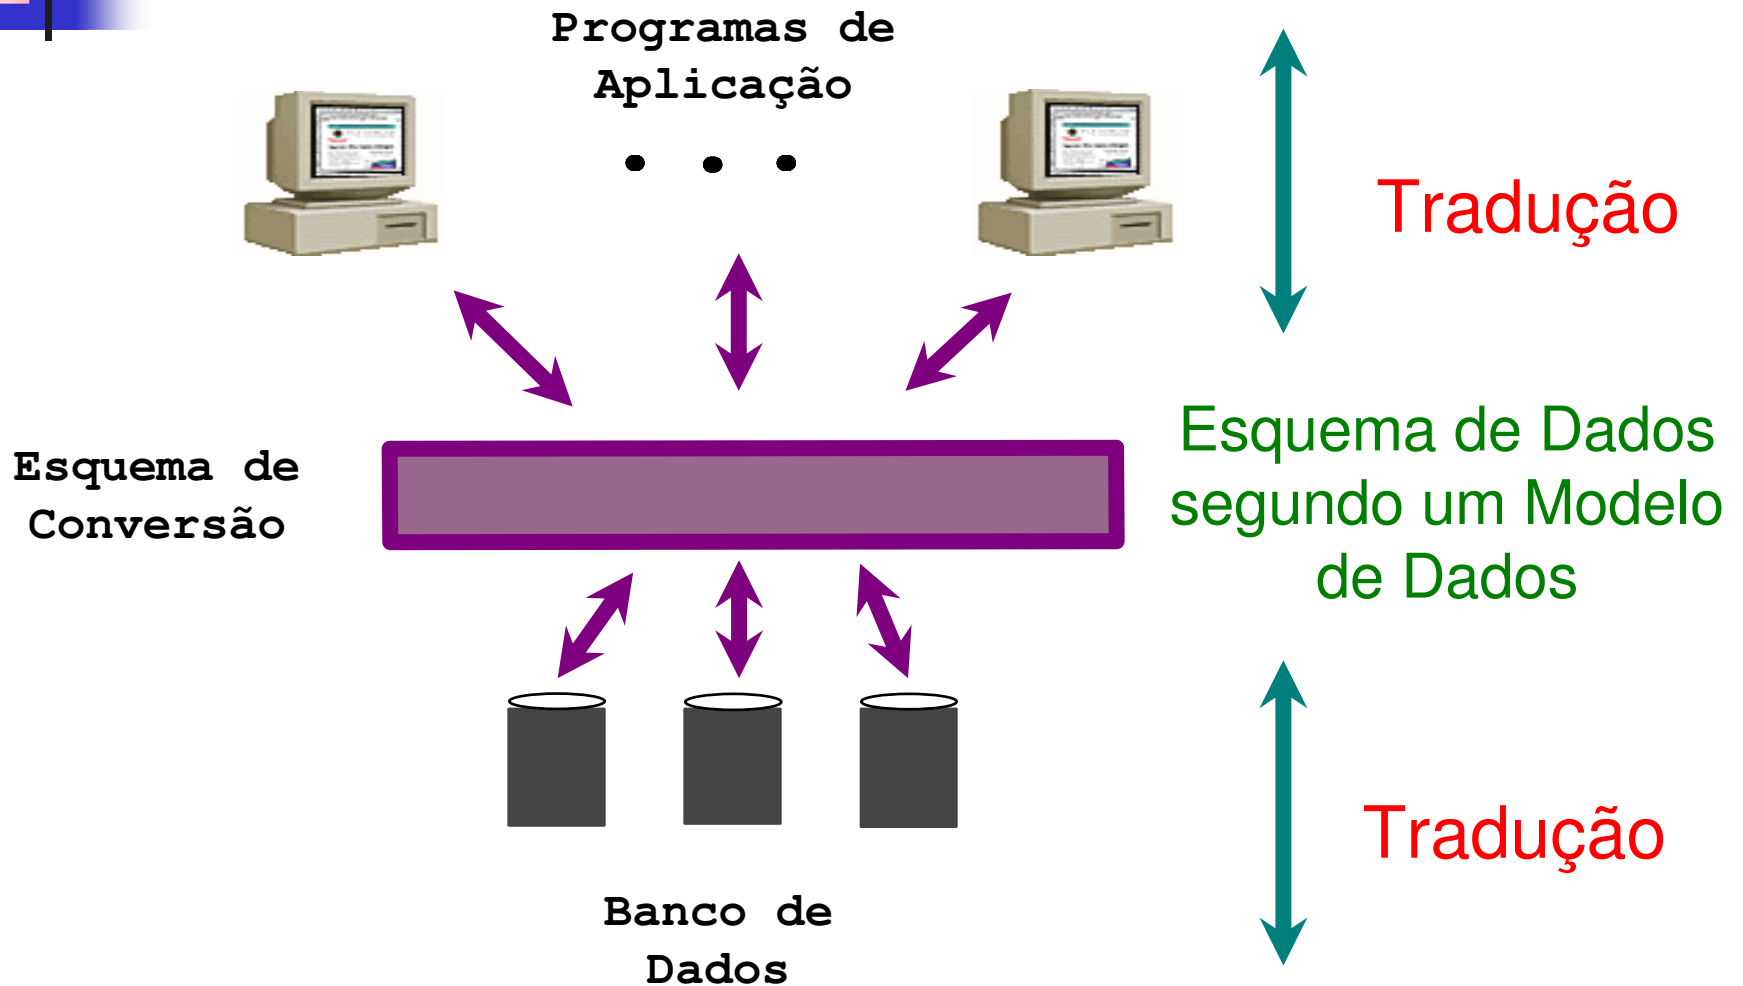 Programas de
Aplicação
Tradução
Esquema de
Conversão
Esquema de Dados
segundo um Modelo
de Dados
Tradução
Banco de
Dados